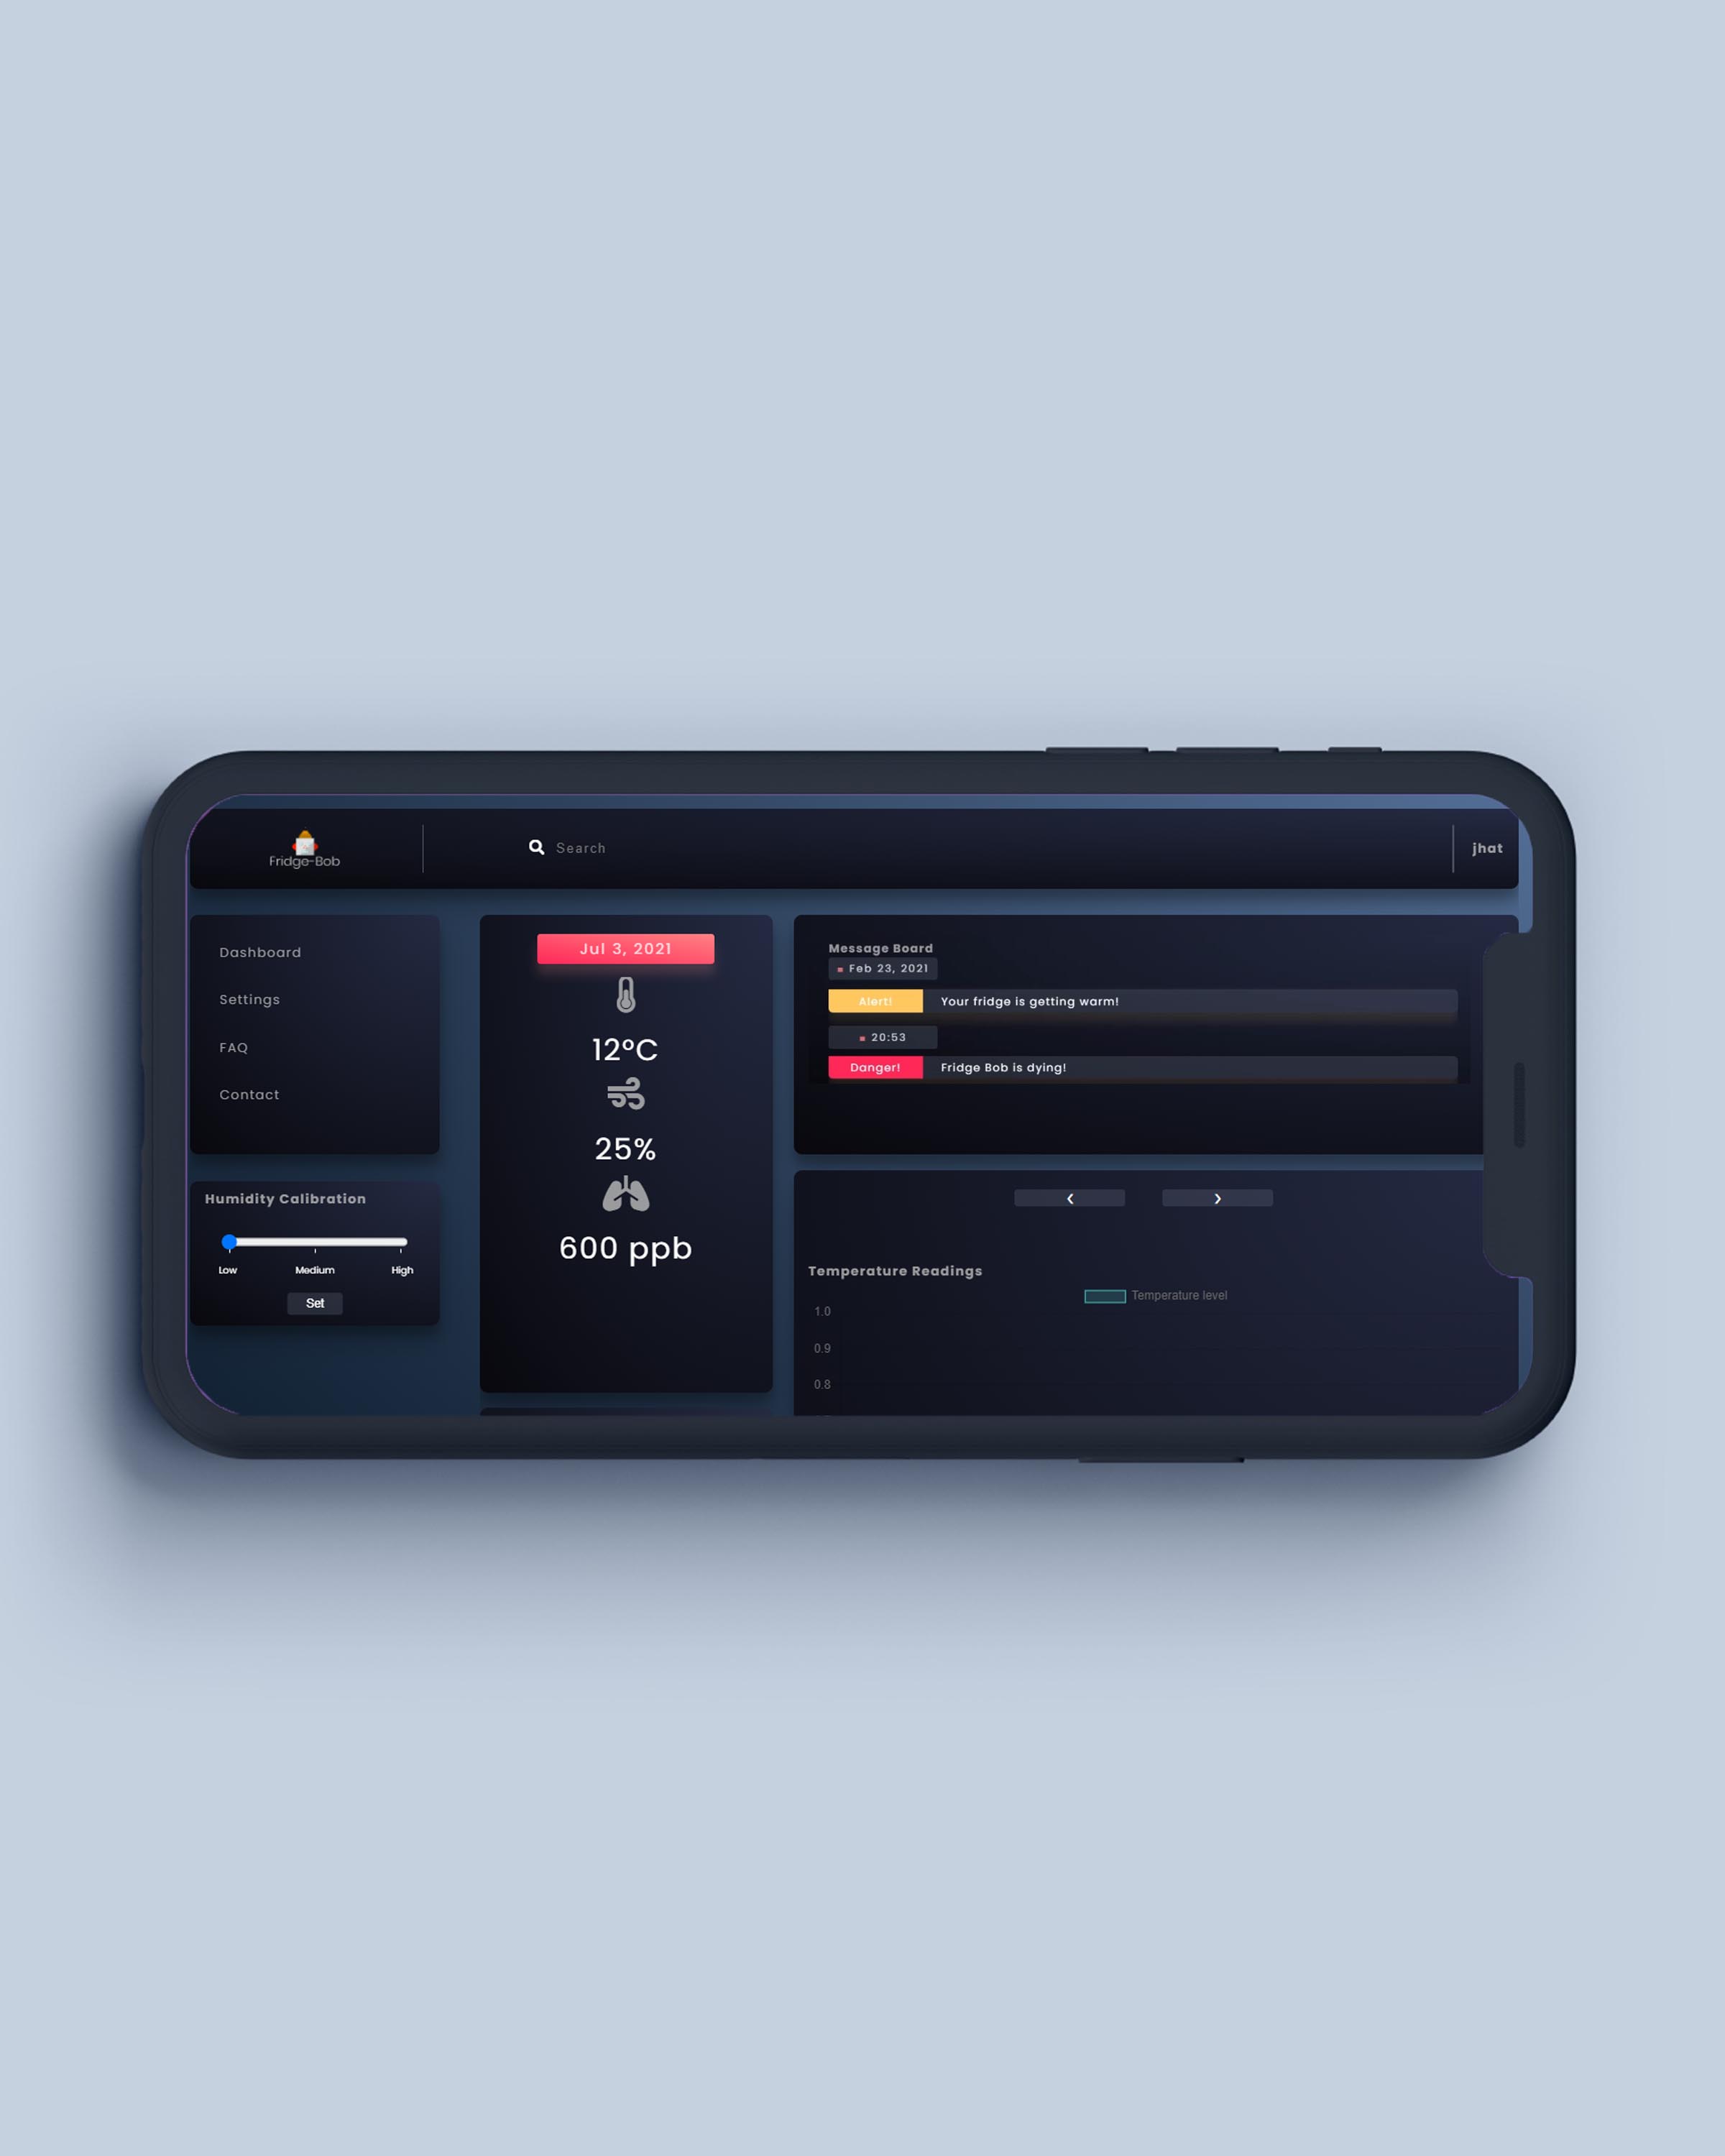 Fridge-Bob
Search
jhat
Dashboard
Settings
FAQ
Contact
Humidity Calibration
Low Medium High
Set
Jul 3, 2021
12°C
25%
600 ppb
Message Board
Feb 23, 2021
Alert! Your fridge is getting warm!
20:53
Danger! Fridge Bob is dying!
‹ ›
Temperature Readings
Temperature level
1.0
0.9
0.8